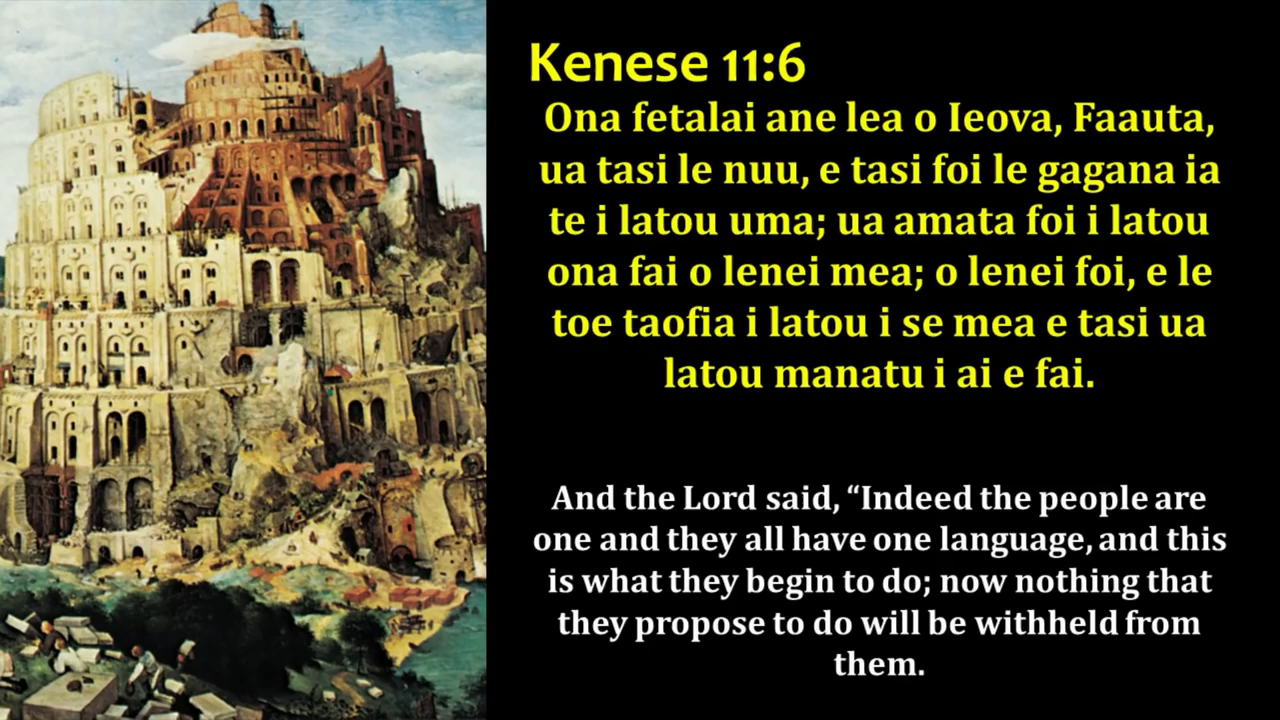 Kenese 11:6
Ona fetalai ane lea o Ieova, Faauta,
ua tasi le nuu, e tasi foi le gagana ia
te i latou uma; ua amata foi i latou
ona fai o lenei mea; o lenei foi, e le
toe taofia i latou i se mea e tasi ua
latou manatu i ai e fai.
And the Lord said, “Indeed the people are
one and they all have one language, and this
is what they begin to do; now nothing that
they propose to do will be withheld from
them.